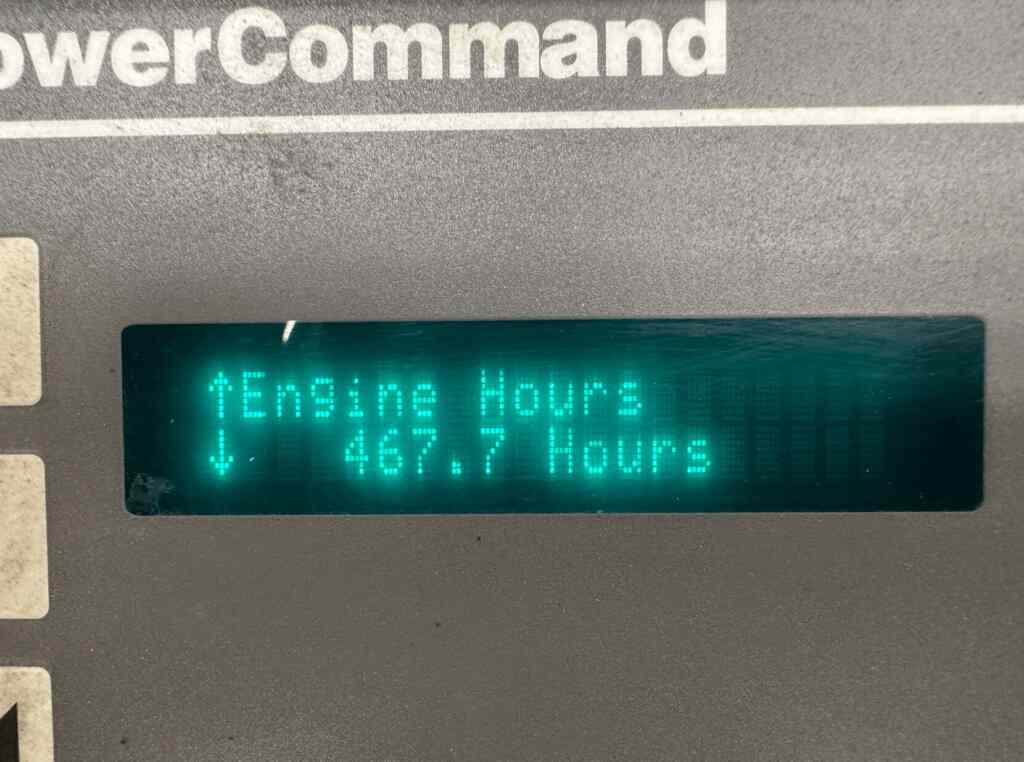 owerCommand
↑Engine Hours
↓ 467.7 Hours